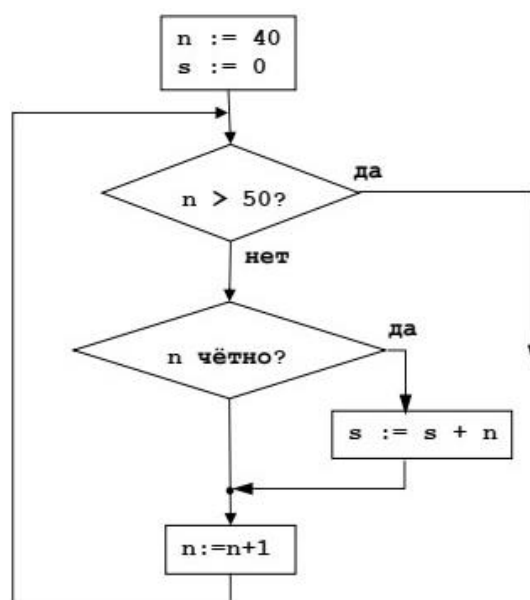 n := 40
s := 0
да
n > 50?
нет
да
n чётно?
s := s + n
n:=n+1